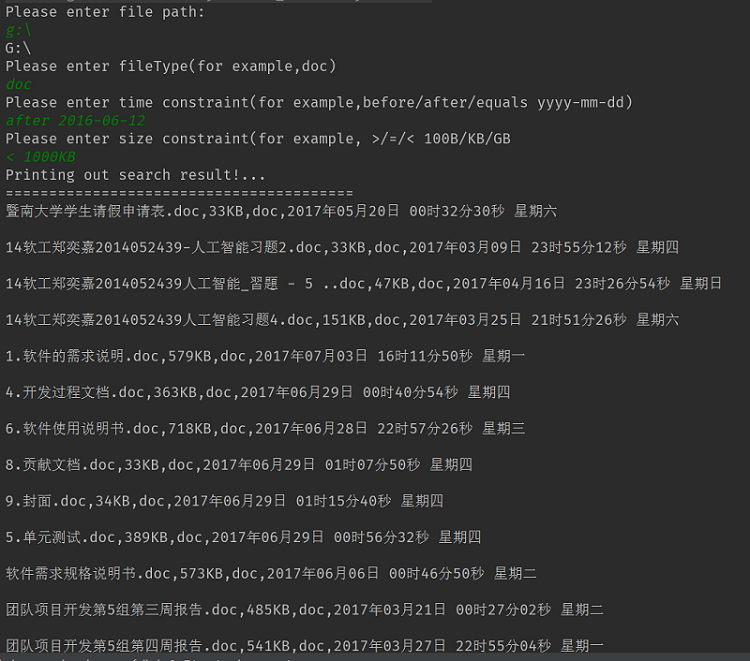 Please enter file path:
g:\
G:\
Please enter fileType(for example,doc)
doc
Please enter time constraint(for example,before/after/equals yyyy-mm-dd)
after 2016-06-12
Please enter size constraint(for example, >/=/< 100B/KB/GB
< 1000KB
Printing out search result!...
========================================
暨南大学学生请假申请表.doc,33KB,doc,2017年05月20日 00时32分30秒 星期六
14软工郑奕嘉2014052439-人工智能习题2.doc,33KB,doc,2017年03月09日 23时55分12秒 星期四
14软工郑奕嘉2014052439人工智能_習題 - 5 ..doc,47KB,doc,2017年04月16日 23时26分54秒 星期日
14软工郑奕嘉2014052439人工智能习题4.doc,151KB,doc,2017年03月25日 21时51分26秒 星期六
1.软件的需求说明.doc,579KB,doc,2017年07月03日 16时11分50秒 星期一
4.开发过程文档.doc,363KB,doc,2017年06月29日 00时40分54秒 星期四
6.软件使用说明书.doc,718KB,doc,2017年06月28日 22时57分26秒 星期三
8.贡献文档.doc,33KB,doc,2017年06月29日 01时07分50秒 星期四
9.封面.doc,34KB,doc,2017年06月29日 01时15分40秒 星期四
5.单元测试.doc,389KB,doc,2017年06月29日 00时56分32秒 星期四
软件需求规格说明书.doc,573KB,doc,2017年06月06日 00时46分50秒 星期二
团队项目开发第5组第三周报告.doc,485KB,doc,2017年03月21日 00时27分02秒 星期二
团队项目开发第5组第四周报告.doc,541KB,doc,2017年03月27日 22时55分04秒 星期一